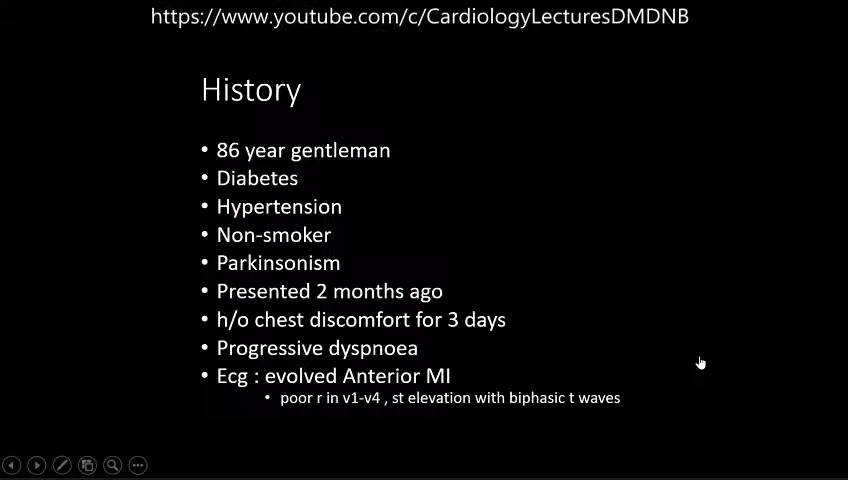 https://www.youtube.com/c/CardiologyLecturesDMDNB
History
• 86 year gentleman
• Diabetes
• Hypertension
• Non-smoker
• Parkinsonism
• Presented 2 months ago
• h/o chest discomfort for 3 days
• Progressive dyspnoea
• Ecg : evolved Anterior MI
• poor r in v1-v4 , st elevation with biphasic t waves